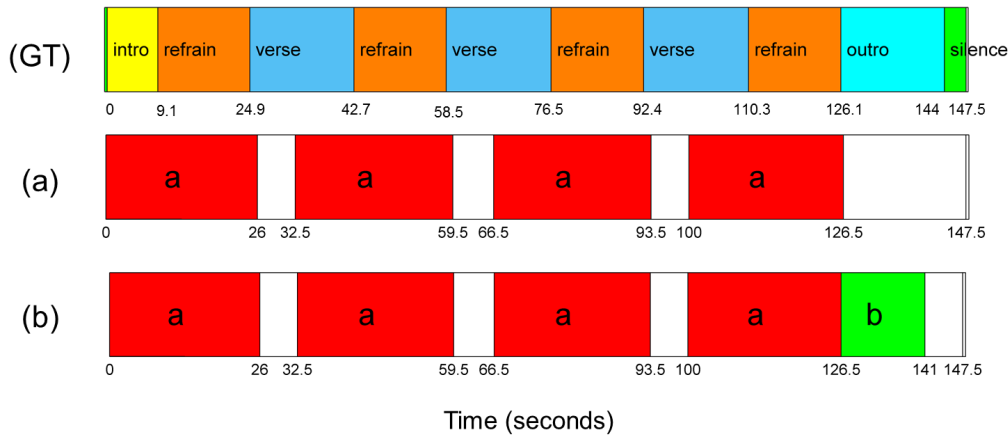 (GT) intro refrain verse refrain verse refrain verse refrain outro silence
0 9.1 24.9 42.7 58.5 76.5 92.4 110.3 126.1 144 147.5
(a) a a a a
0 26 32.5 59.5 66.5 93.5 100 126.5 147.5
(b) a a a a b
0 26 32.5 59.5 66.5 93.5 100 126.5 141 147.5
Time (seconds)